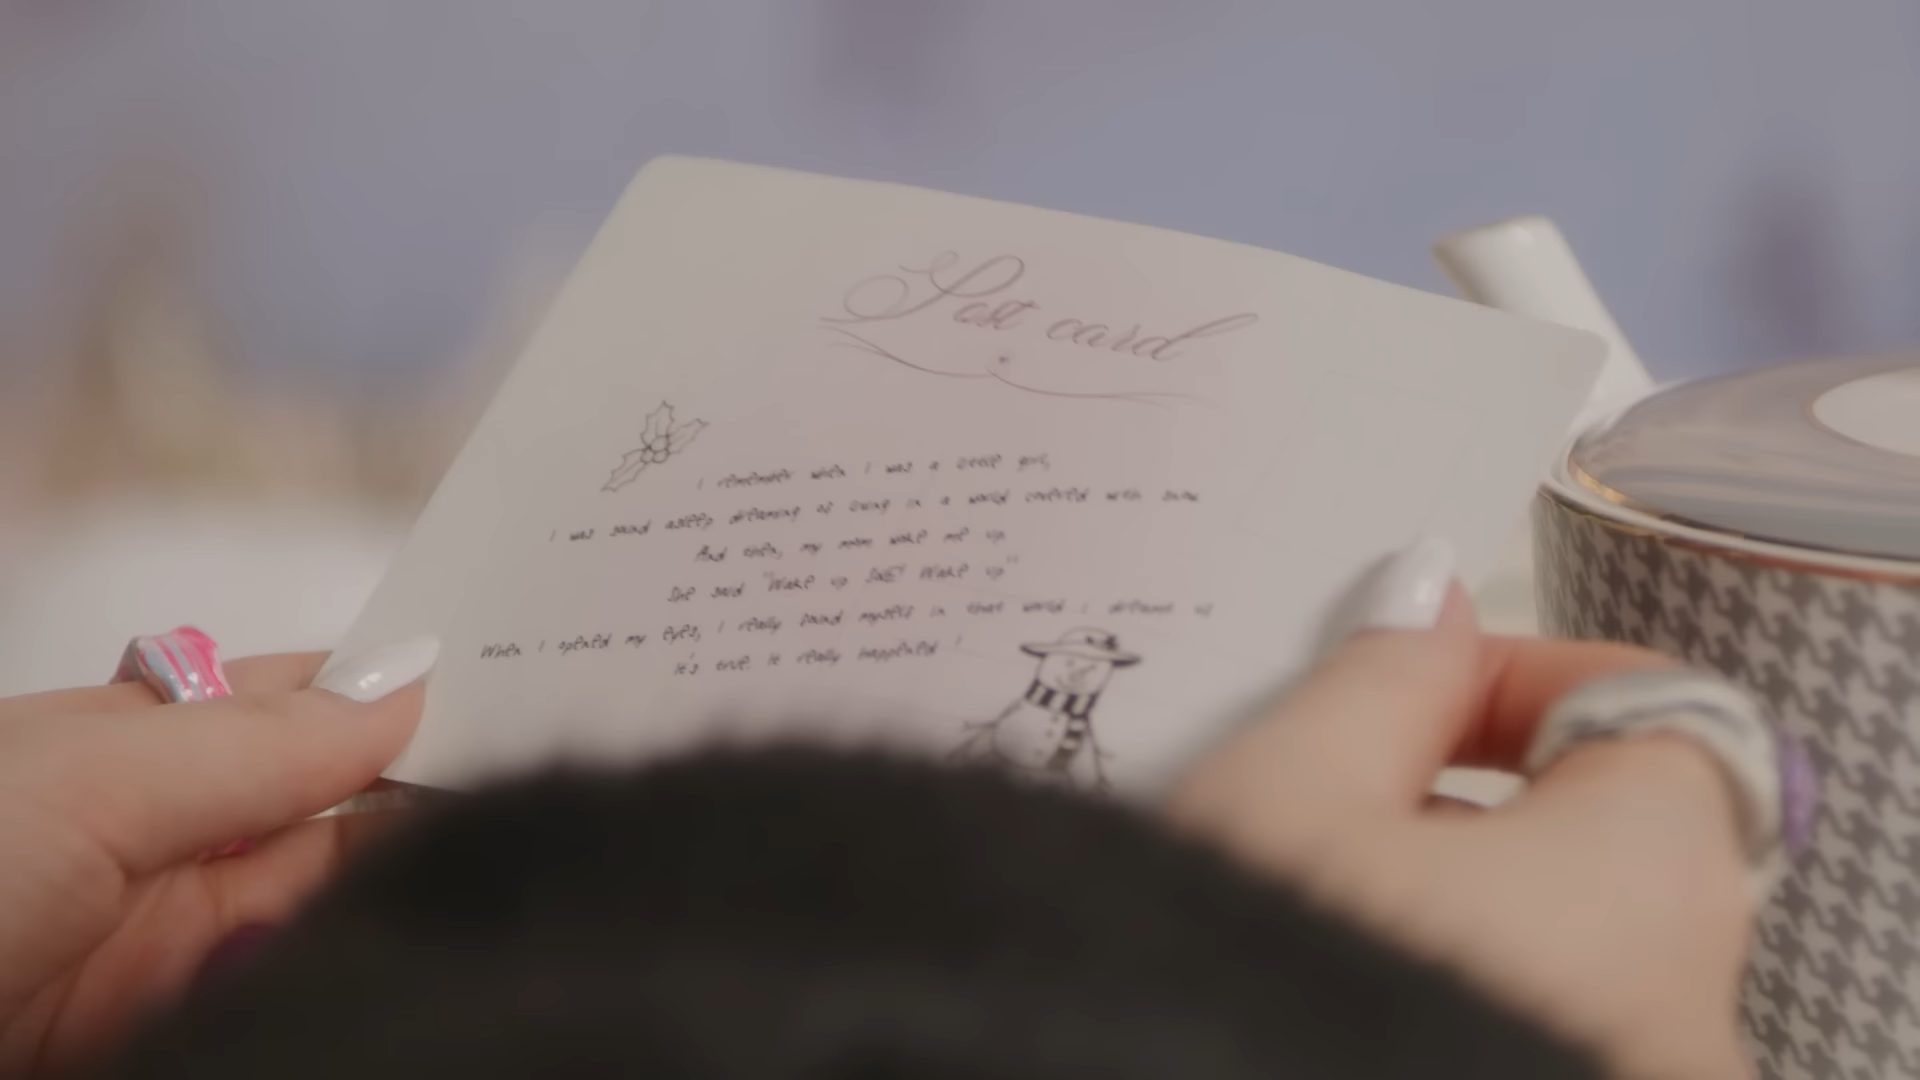 Post card
I remember when I was a little girl,
I was sound asleep dreaming of living in a world covered with snow
And then, my mom woke me up
She said "Wake up Wake up"
When I opened my eyes, I really found myself in that world I dreamed of
It's true. It really happened !